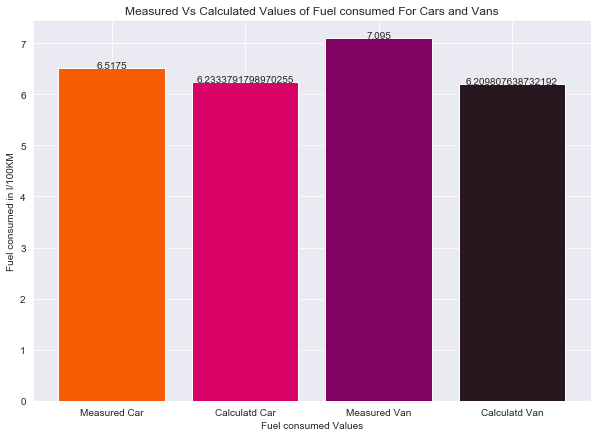 Measured Vs Calculated Values of Fuel consumed For Cars and Vans
Fuel consumed in l/100KM
7
6
5
4
3
2
1
0
6.5175
6.2333791798970255
7.095
6.209807638732192
Measured Car
Calculatd Car
Measured Van
Calculatd Van
Fuel consumed Values